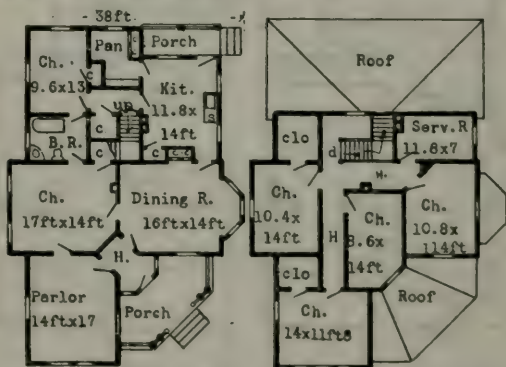 - 38ft. -
Pan
Porch
Ch.
9.6x13
c
Kit.
11.8x
14ft
up
S
B.R.
c
c
c
Ch.
17ftx14ft
Dining R.
16ftx14ft
H.
Parlor
14ftx17
Porch
Roof
clo
Serv.R
11.8x7
d
H.
Ch.
10.4x
14ft
H
Ch.
8.6x
14ft
Ch.
10.8x
14ft
clo
Ch.
14x11ft8
Roof